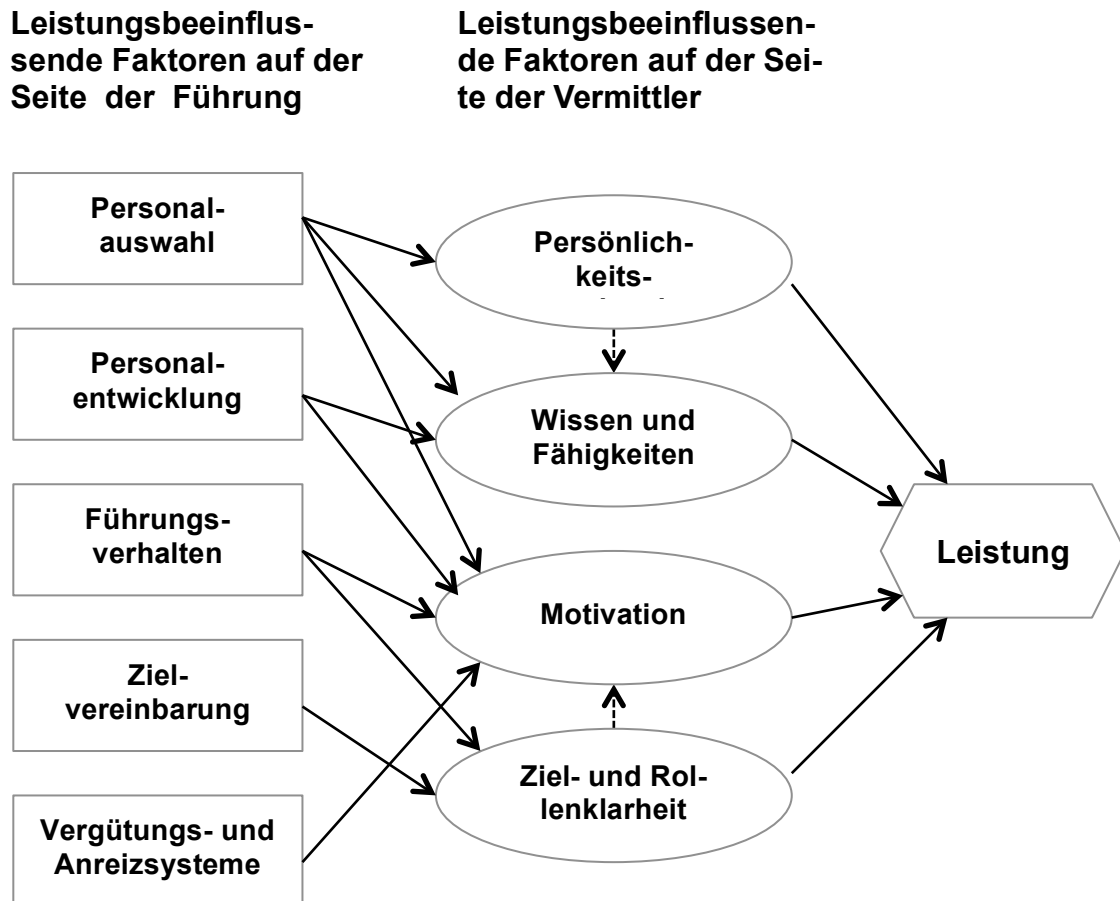 Leistungsbeeinflus-
sende Faktoren auf der
Seite der Führung
Leistungsbeeinflussen-
de Faktoren auf der Sei-
te der Vermittler
Personal-
auswahl
Personal-
entwicklung
Führungs-
verhalten
Ziel-
vereinbarung
Vergütungs- und
Anreizsysteme
Persönlich-
keits-
Wissen und
Fähigkeiten
Motivation
Ziel- und Rol-
lenklarheit
Leistung